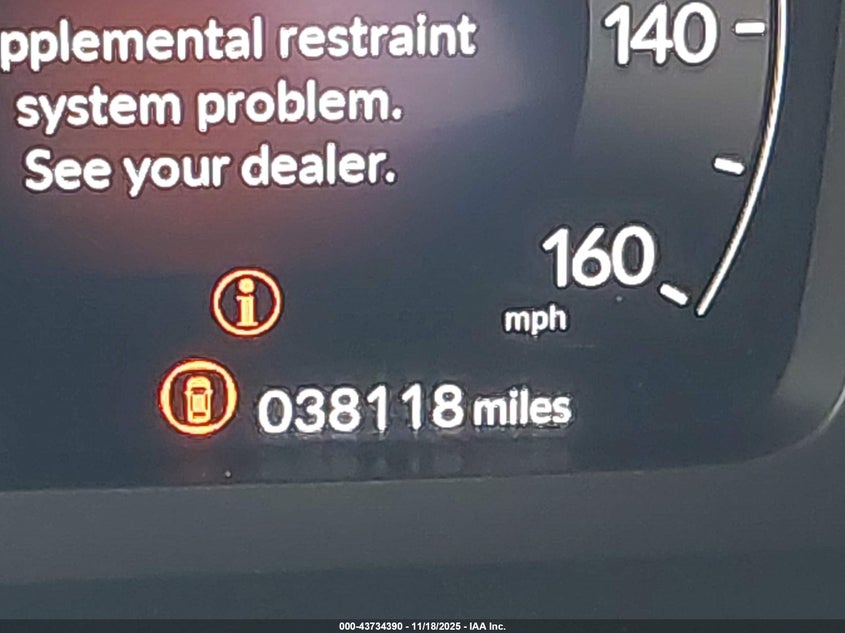 pplemental restraint
system problem.
See your dealer.
140
160
mph
038118 miles
000-43734390 - 11/18/2025 - IAA Inc.